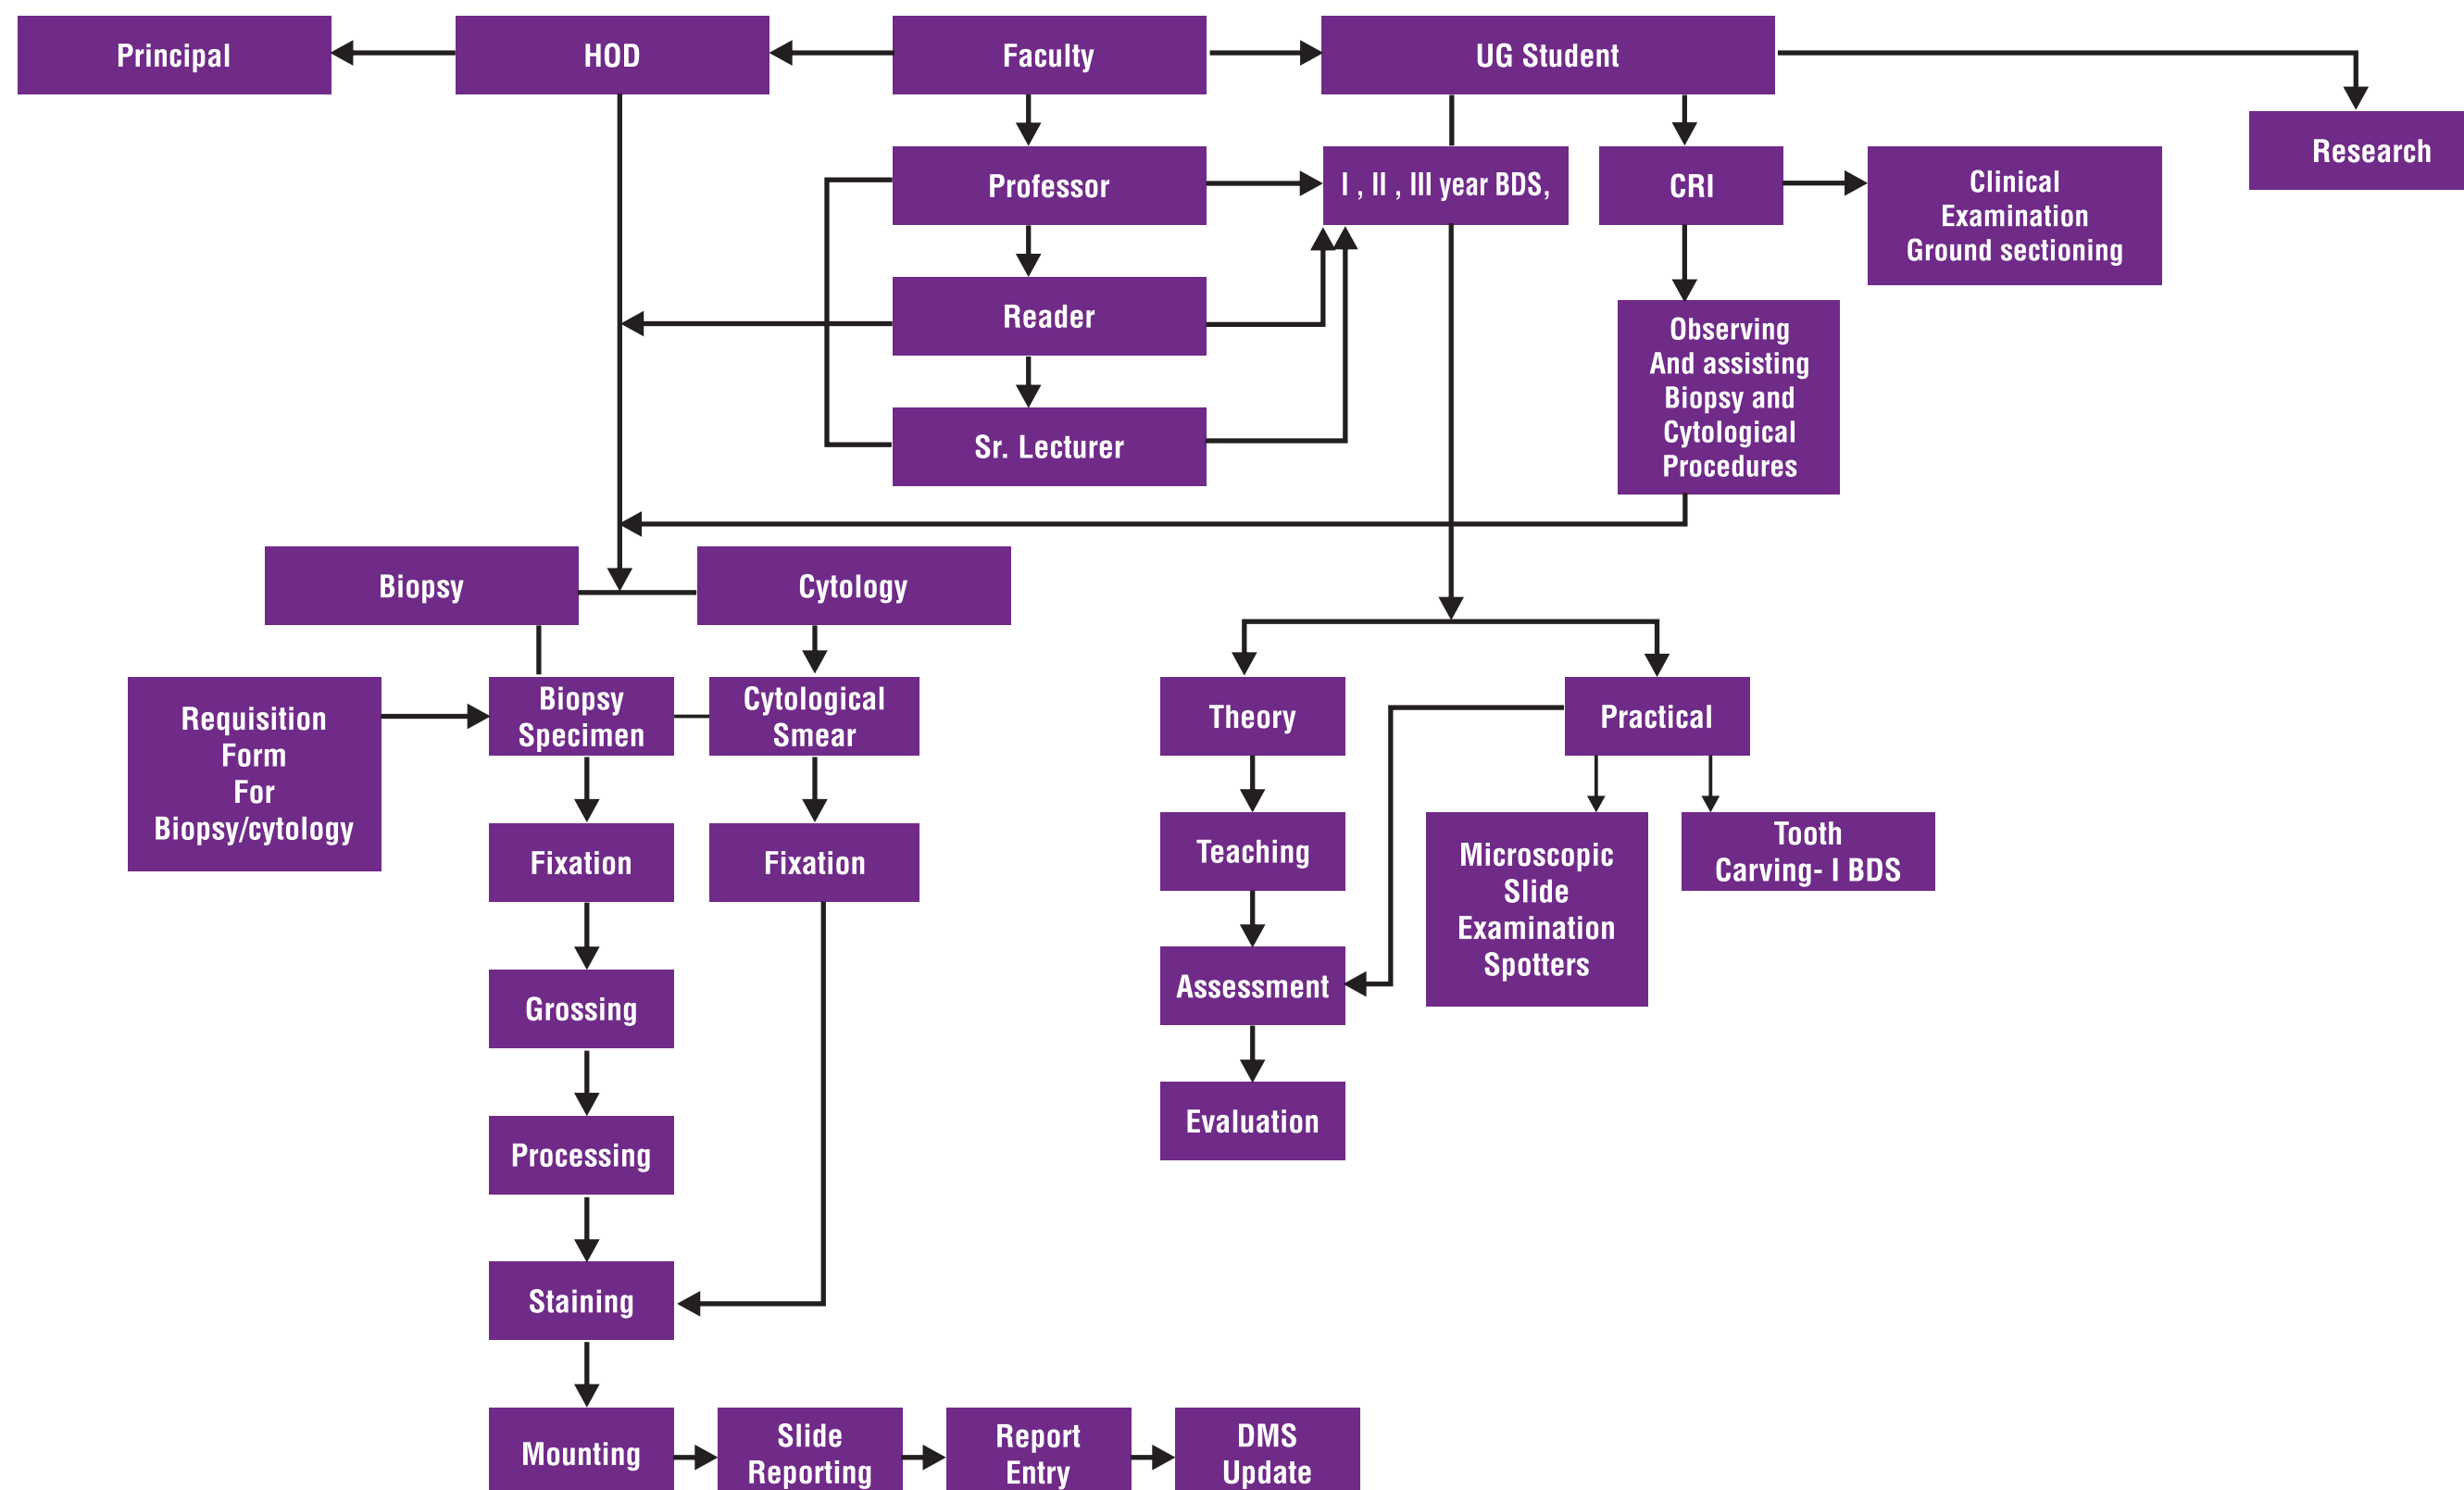 Principal
HOD
Faculty
UG Student
Research
Professor
I , II , III year BDS,
CRI
Clinical
Examination
Ground sectioning
Reader
Observing
And assisting
Biopsy and
Cytological
Procedures
Sr. Lecturer
Biopsy
Cytology
Requisition
Form
For
Biopsy/cytology
Biopsy
Specimen
Cytological
Smear
Theory
Practical
Fixation
Fixation
Teaching
Microscopic
Slide
Examination
Spotters
Tooth
Carving- I BDS
Grossing
Assessment
Processing
Evaluation
Staining
Mounting
Slide
Reporting
Report
Entry
DMS
Update